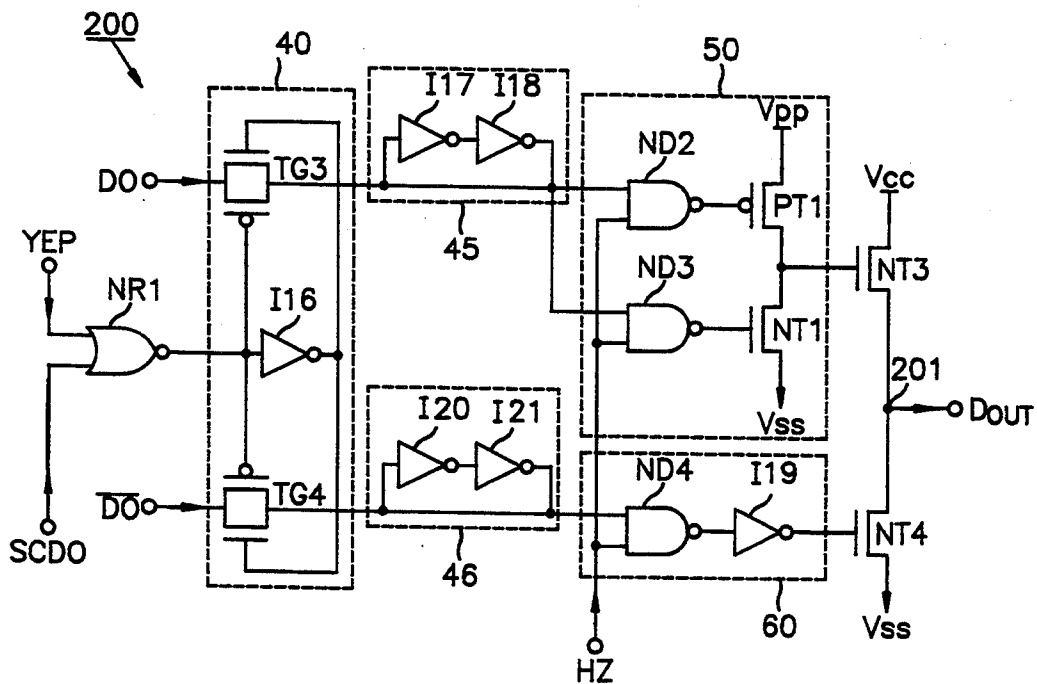 200
40
50
I17
I18
Vpp
ND2
TG3
DO
PT1
Vcc
45
YEP
ND3
NT3
NR1
I16
NT1
201
I20
I21
Vss
DOUT
ND4
I19
D̅O̅
TG4
NT4
SCDO
46
60
Vss
HZ